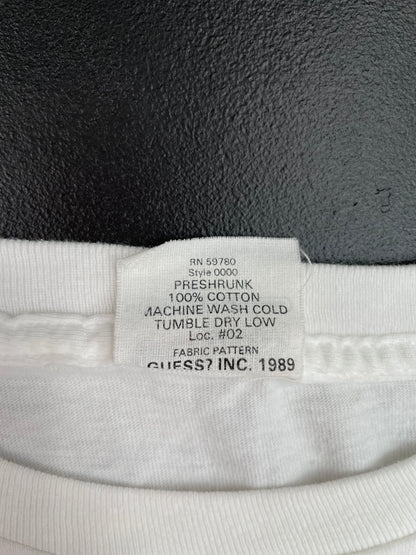 RN 59780
Style 0000
PRESHRUNK
100% COTTON
MACHINE WASH COLD
TUMBLE DRY LOW
Loc. #02
FABRIC PATTERN
GUESS? INC. 1989